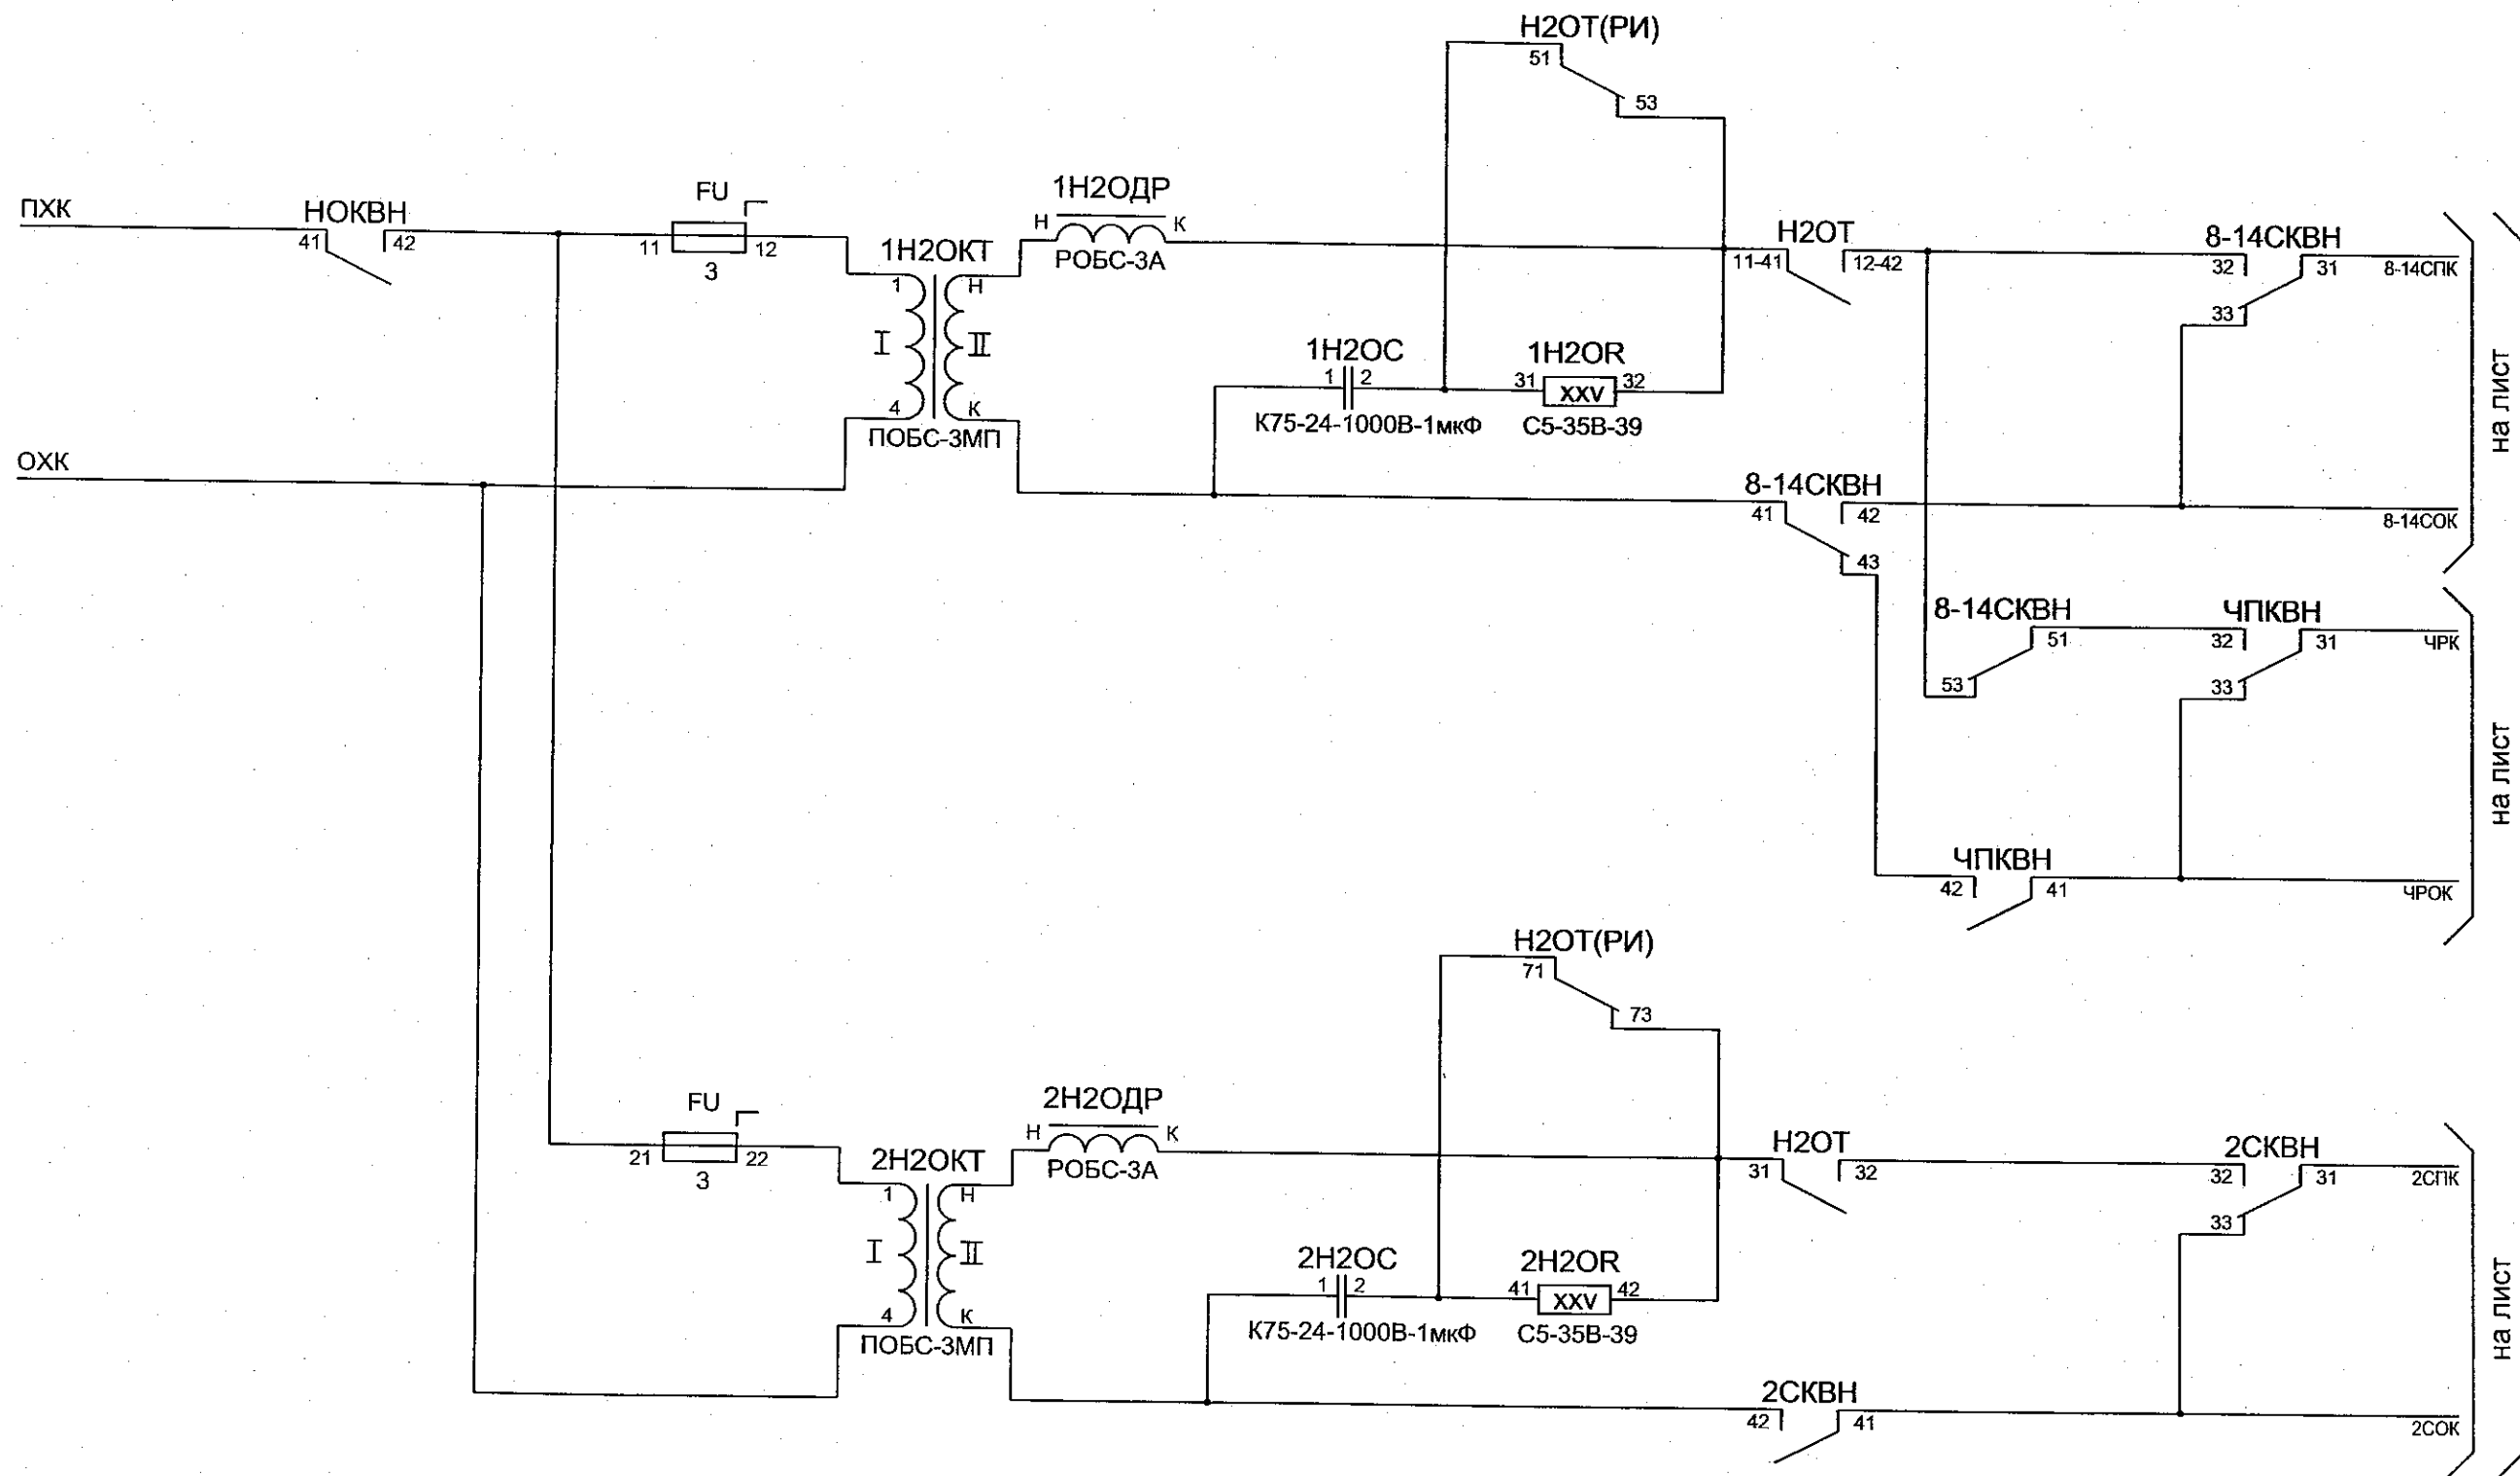 Н2ОТ(РИ)
51
53
ПХК
НОКВН
41
42
FU
11
12
3
1Н2ОКТ
1
I
4
Н
II
К
ПОБС-3МП
1Н2ОДР
Н
К
РОБС-3А
Н2ОТ
11-41
12-42
8-14СКВН
32
31
33
8-14СПК
1Н2ОС
1
2
К75-24-1000В-1мкФ
1Н2OR
31
XXV
32
С5-35В-39
на лист
ОХК
8-14СКВН
41
42
43
8-14СОК
8-14СКВН
51
53
ЧПКВН
32
31
33
ЧРК
на лист
ЧПКВН
42
41
ЧРОК
Н2ОТ(РИ)
71
73
FU
21
22
3
2Н2ОКТ
1
I
4
Н
II
К
ПОБС-3МП
2Н2ОДР
Н
К
РОБС-3А
Н2ОТ
31
32
2СКВН
32
31
33
2СПК
2Н2ОС
1
2
К75-24-1000В-1мкФ
2Н2OR
41
XXV
42
С5-35В-39
на лист
2СКВН
42
41
2СОК